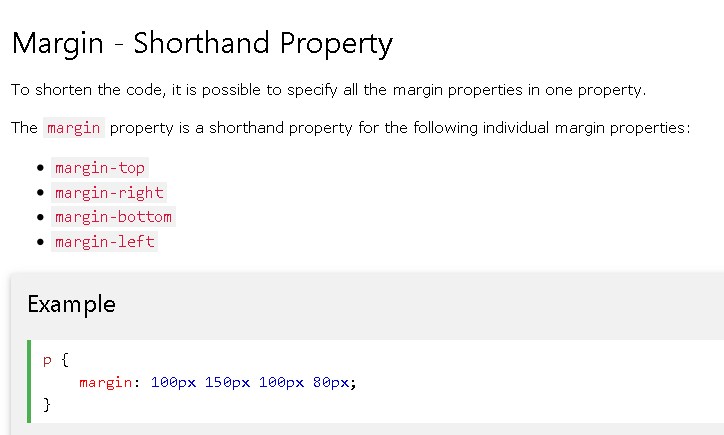 Margin - Shorthand Property
To shorten the code, it is possible to specify all the margin properties in one property.
The margin property is a shorthand property for the following individual margin properties:
margin-top
margin-right
margin-bottom
margin-left
Example
p {
margin: 100px 150px 100px 80px;
}